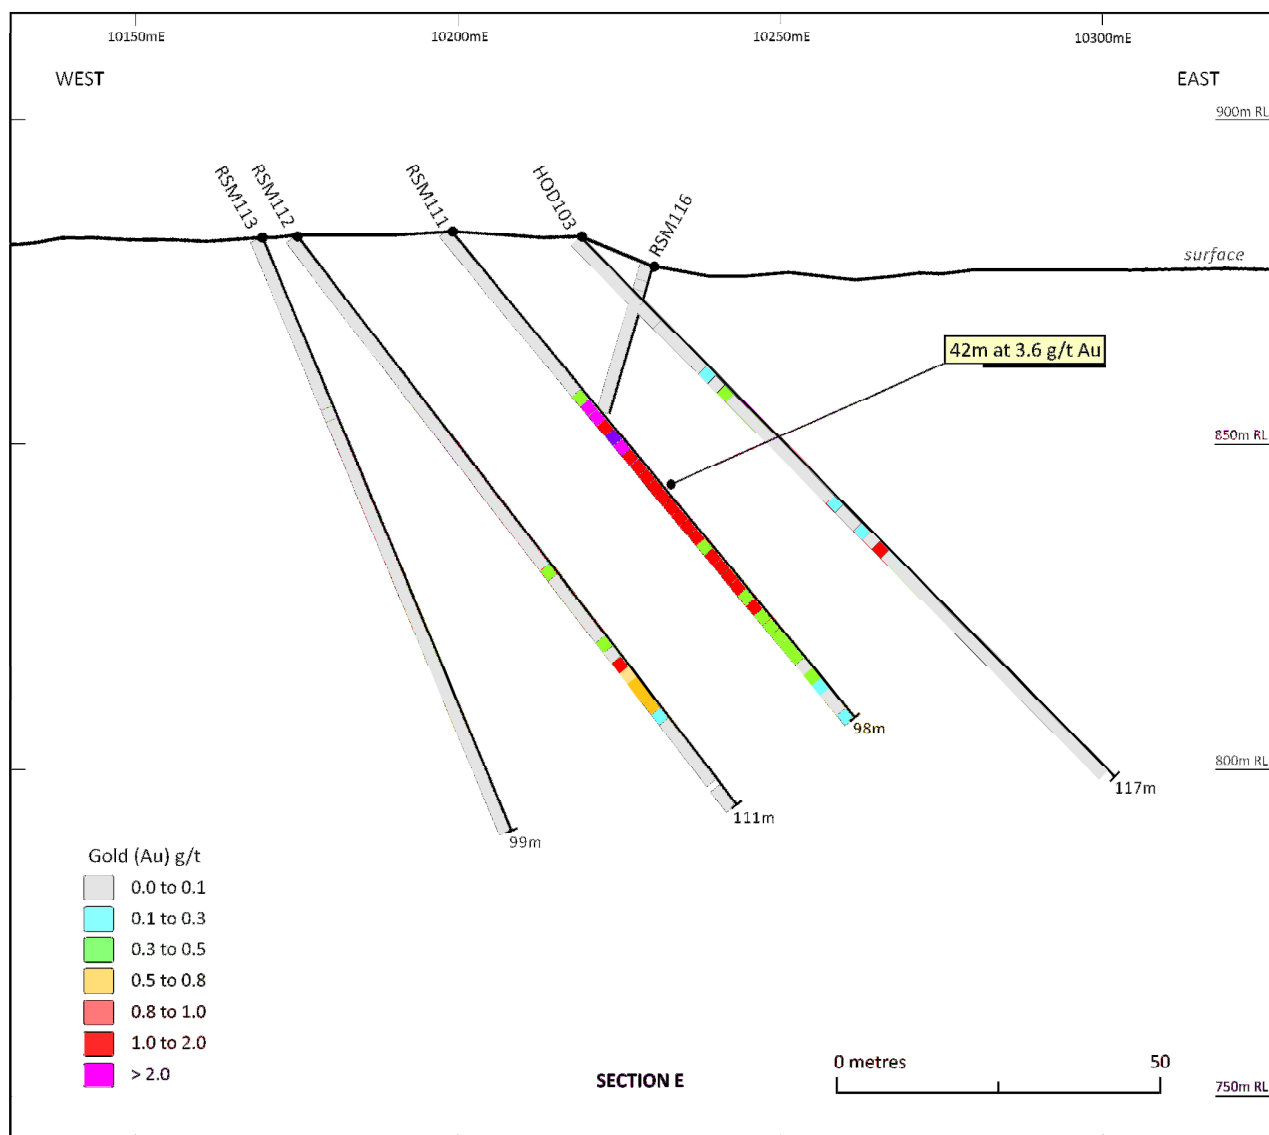 10150mE
10200mE
10250mE
10300mE
WEST
EAST
900m RL
RSM113
RSM112
RSM111
HOD103
RSM116
surface
42m at 3.6 g/t Au
850m RL
98m
800m RL
117m
111m
99m
Gold (Au) g/t
0.0 to 0.1
0.1 to 0.3
0.3 to 0.5
0.5 to 0.8
0.8 to 1.0
1.0 to 2.0
> 2.0
SECTION E
0 metres
50
750m RL